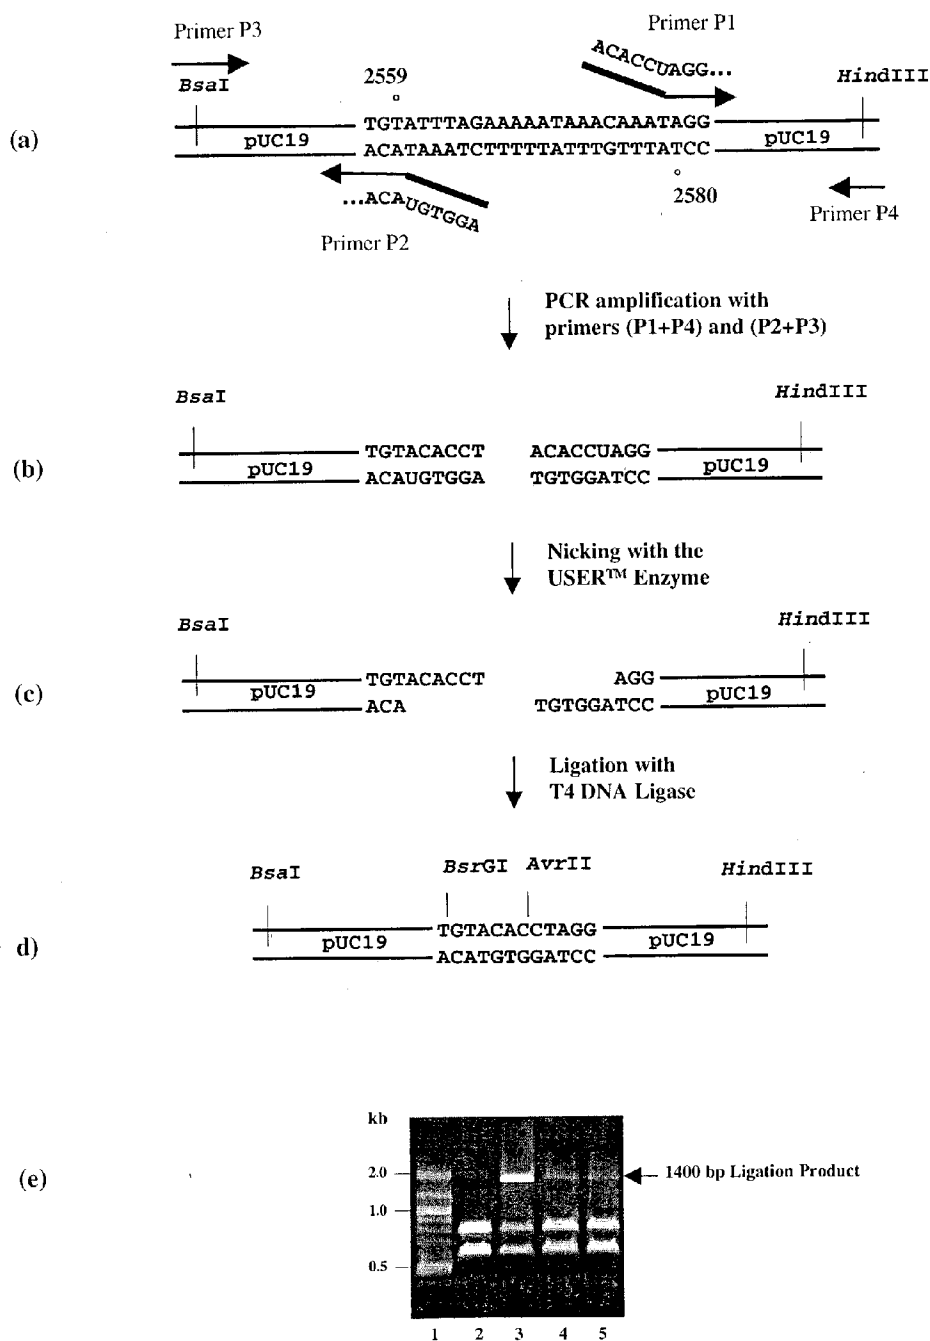 Primer P3
Primer P1
ACACCUAGG...
BsaI
2559
HindIII
(a)
TGTATTTAGAAAAATAAACAAATAGG
pUC19
pUC19
ACATAAATCTTTTTATTTGTTTATCC
...ACAUGTGGA
2580
Primer P2
Primer P4
PCR amplification with
primers (P1+P4) and (P2+P3)
BsaI
HindIII
(b)
TGTACACCT
ACACCUAGG
pUC19
pUC19
ACAUGTGGA
TGTGGATCC
Nicking with the
USER™ Enzyme
BsaI
HindIII
(c)
TGTACACCT
AGG
pUC19
pUC19
ACA
TGTGGATCC
Ligation with
T4 DNA Ligase
BsaI
BsrGI
AvrII
HindIII
d)
TGTACACCTAGG
pUC19
pUC19
ACATGTGGATCC
kb
(e)
2.0
1400 bp Ligation Product
1.0
0.5
1 2 3 4 5